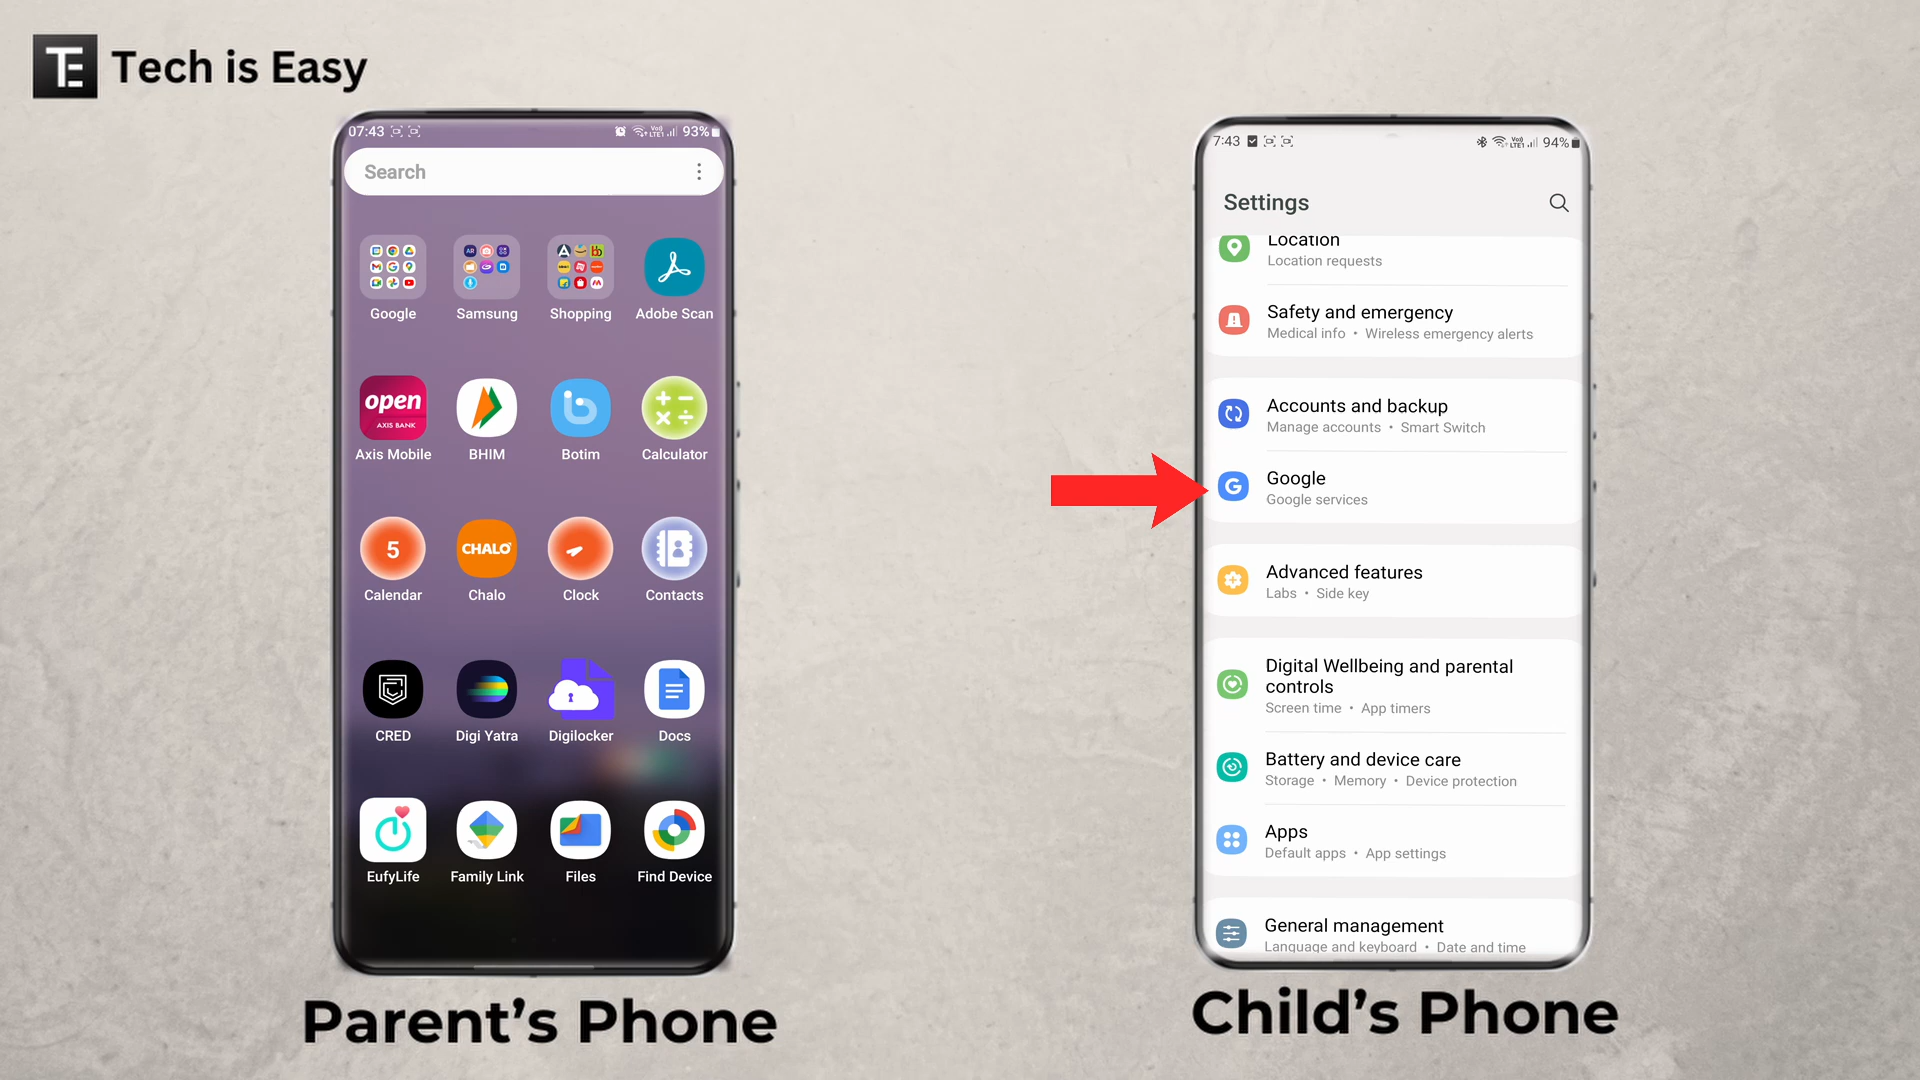 TE Tech is Easy
07:43 Vo) LTE1 93%
Search
Google Samsung Shopping Adobe Scan
open
AXIS BANK
Axis Mobile BHIM Botim Calculator
5 CHALO
Calendar Chalo Clock Contacts
CRED Digi Yatra Digilocker Docs
EufyLife Family Link Files Find Device
Parent's Phone
7:43 Vo) LTE1 94%
Settings
Location
Location requests
Safety and emergency
Medical info • Wireless emergency alerts
Accounts and backup
Manage accounts • Smart Switch
G Google
Google services
Advanced features
Labs • Side key
Digital Wellbeing and parental
controls
Screen time • App timers
Battery and device care
Storage • Memory • Device protection
Apps
Default apps • App settings
General management
Language and keyboard • Date and time
Child's Phone